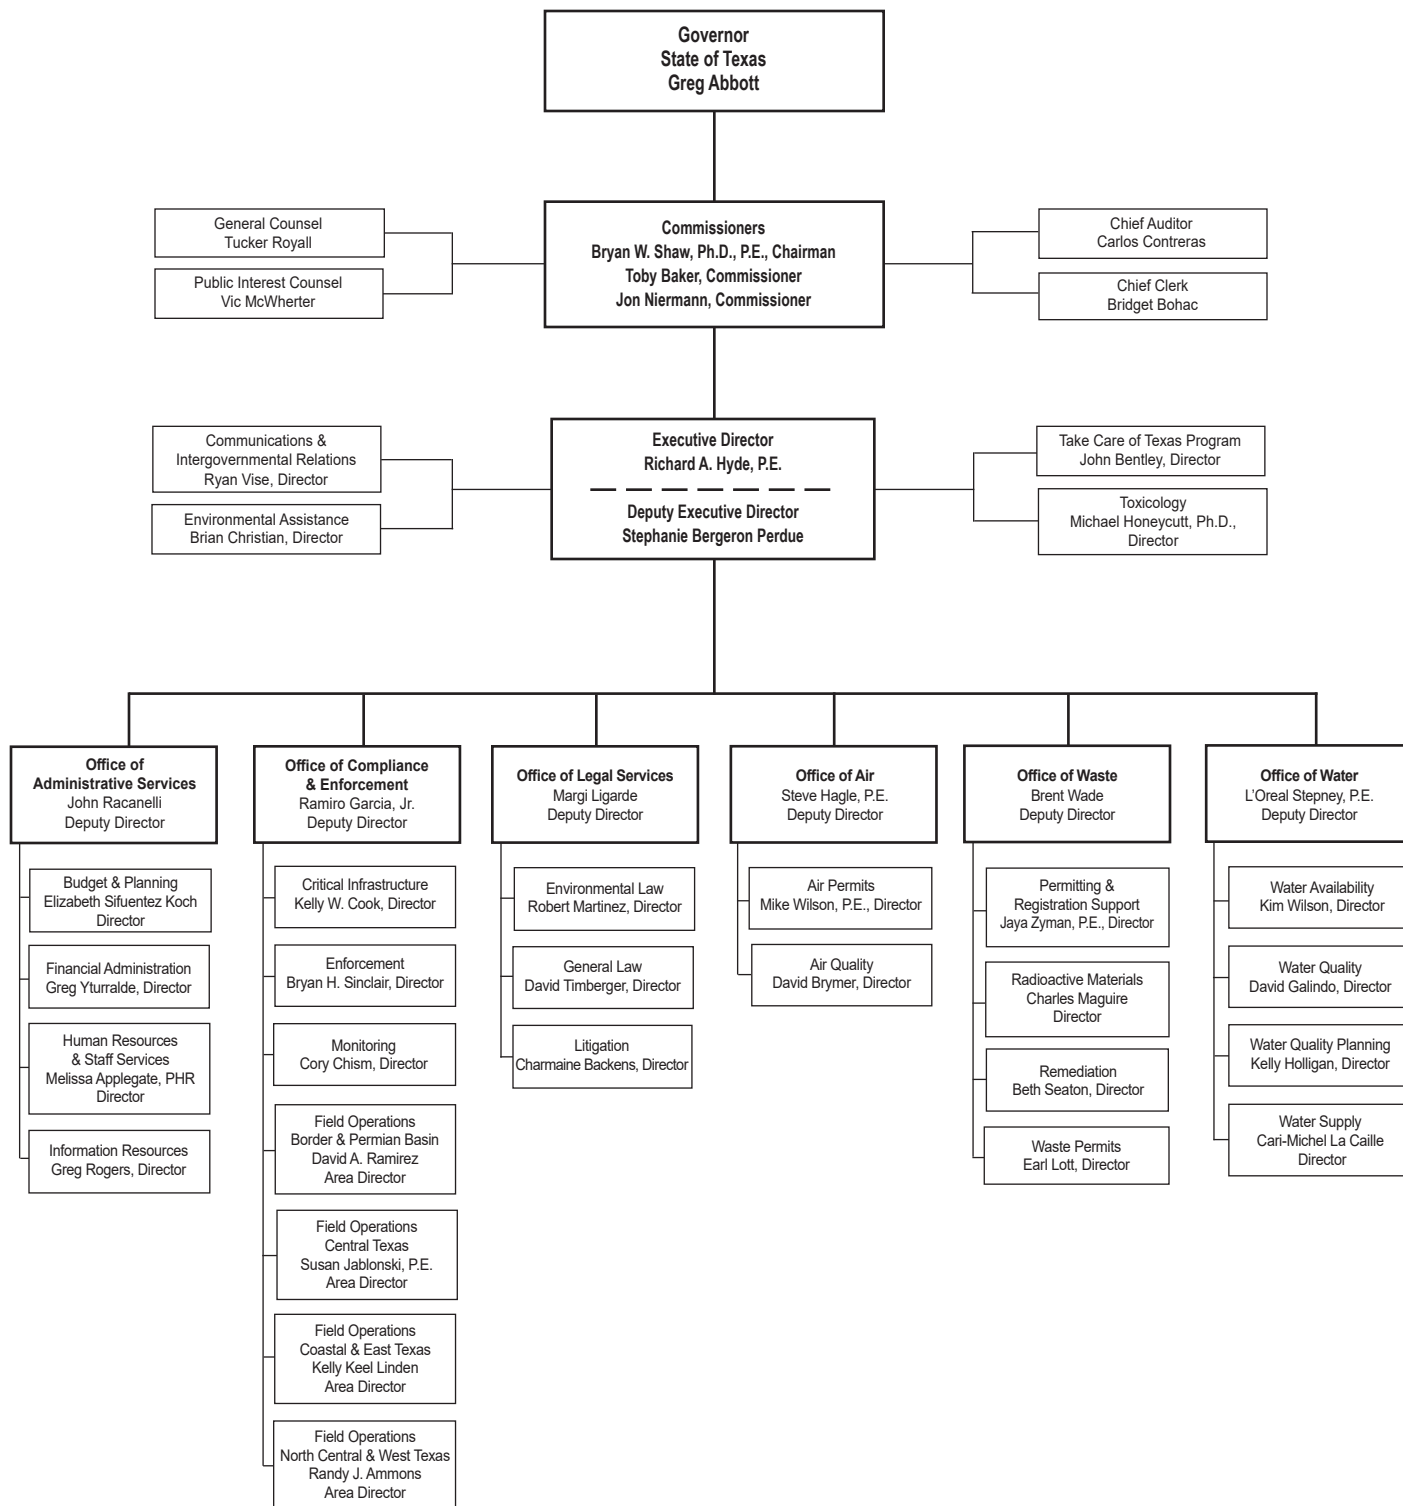 Governor
State of Texas
Greg Abbott
General Counsel
Tucker Royall
Public Interest Counsel
Vic McWherter
Commissioners
Bryan W. Shaw, Ph.D., P.E., Chairman
Toby Baker, Commissioner
Jon Niermann, Commissioner
Chief Auditor
Carlos Contreras
Chief Clerk
Bridget Bohac
Communications &
Intergovernmental Relations
Ryan Vise, Director
Environmental Assistance
Brian Christian, Director
Executive Director
Richard A. Hyde, P.E.
Deputy Executive Director
Stephanie Bergeron Perdue
Take Care of Texas Program
John Bentley, Director
Toxicology
Michael Honeycutt, Ph.D.,
Director
Office of
Administrative Services
John Racanelli
Deputy Director
Budget & Planning
Elizabeth Sifuentez Koch
Director
Financial Administration
Greg Yturralde, Director
Human Resources
& Staff Services
Melissa Applegate, PHR
Director
Information Resources
Greg Rogers, Director
Office of Compliance
& Enforcement
Ramiro Garcia, Jr.
Deputy Director
Critical Infrastructure
Kelly W. Cook, Director
Enforcement
Bryan H. Sinclair, Director
Monitoring
Cory Chism, Director
Field Operations
Border & Permian Basin
David A. Ramirez
Area Director
Field Operations
Central Texas
Susan Jablonski, P.E.
Area Director
Field Operations
Coastal & East Texas
Kelly Keel Linden
Area Director
Field Operations
North Central & West Texas
Randy J. Ammons
Area Director
Office of Legal Services
Margi Ligarde
Deputy Director
Environmental Law
Robert Martinez, Director
General Law
David Timberger, Director
Litigation
Charmaine Backens, Director
Office of Air
Steve Hagle, P.E.
Deputy Director
Air Permits
Mike Wilson, P.E., Director
Air Quality
David Brymer, Director
Office of Waste
Brent Wade
Deputy Director
Permitting &
Registration Support
Jaya Zyman, P.E., Director
Radioactive Materials
Charles Maguire
Director
Remediation
Beth Seaton, Director
Waste Permits
Earl Lott, Director
Office of Water
L’Oreal Stepney, P.E.
Deputy Director
Water Availability
Kim Wilson, Director
Water Quality
David Galindo, Director
Water Quality Planning
Kelly Holligan, Director
Water Supply
Cari-Michel La Caille
Director